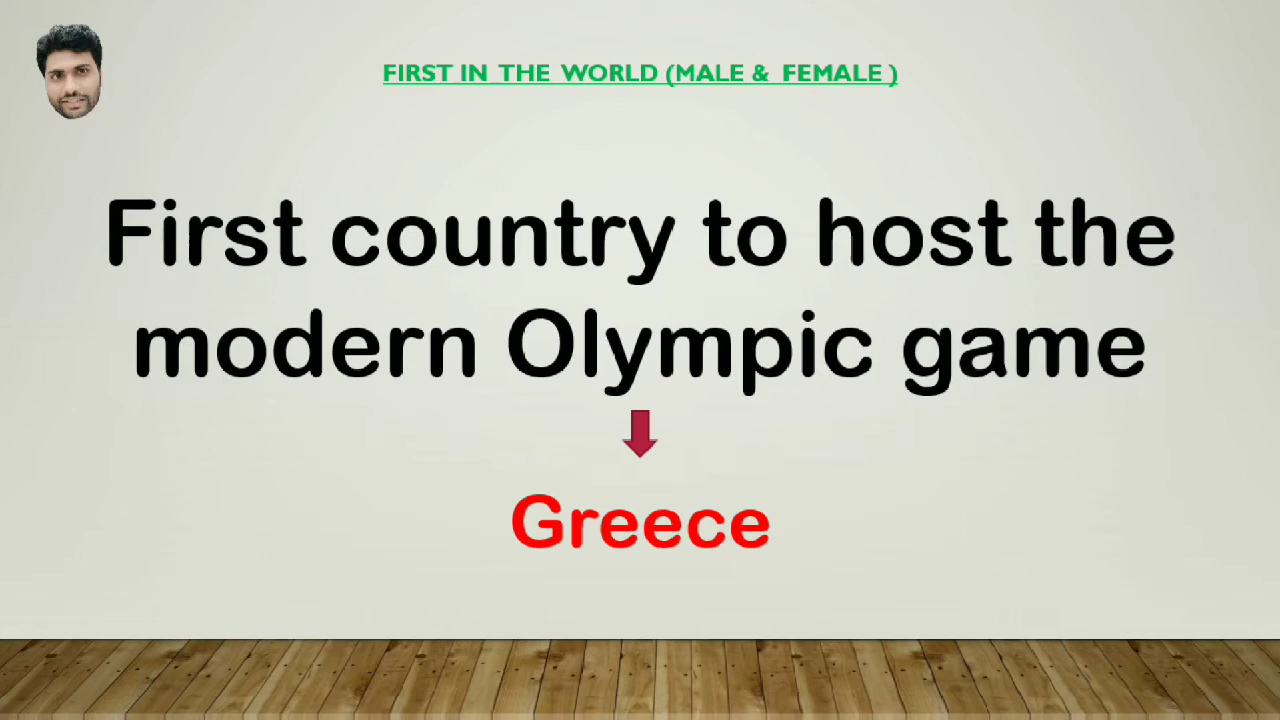 FIRST IN THE WORLD (MALE & FEMALE )
First country to host the
modern Olympic game
Greece